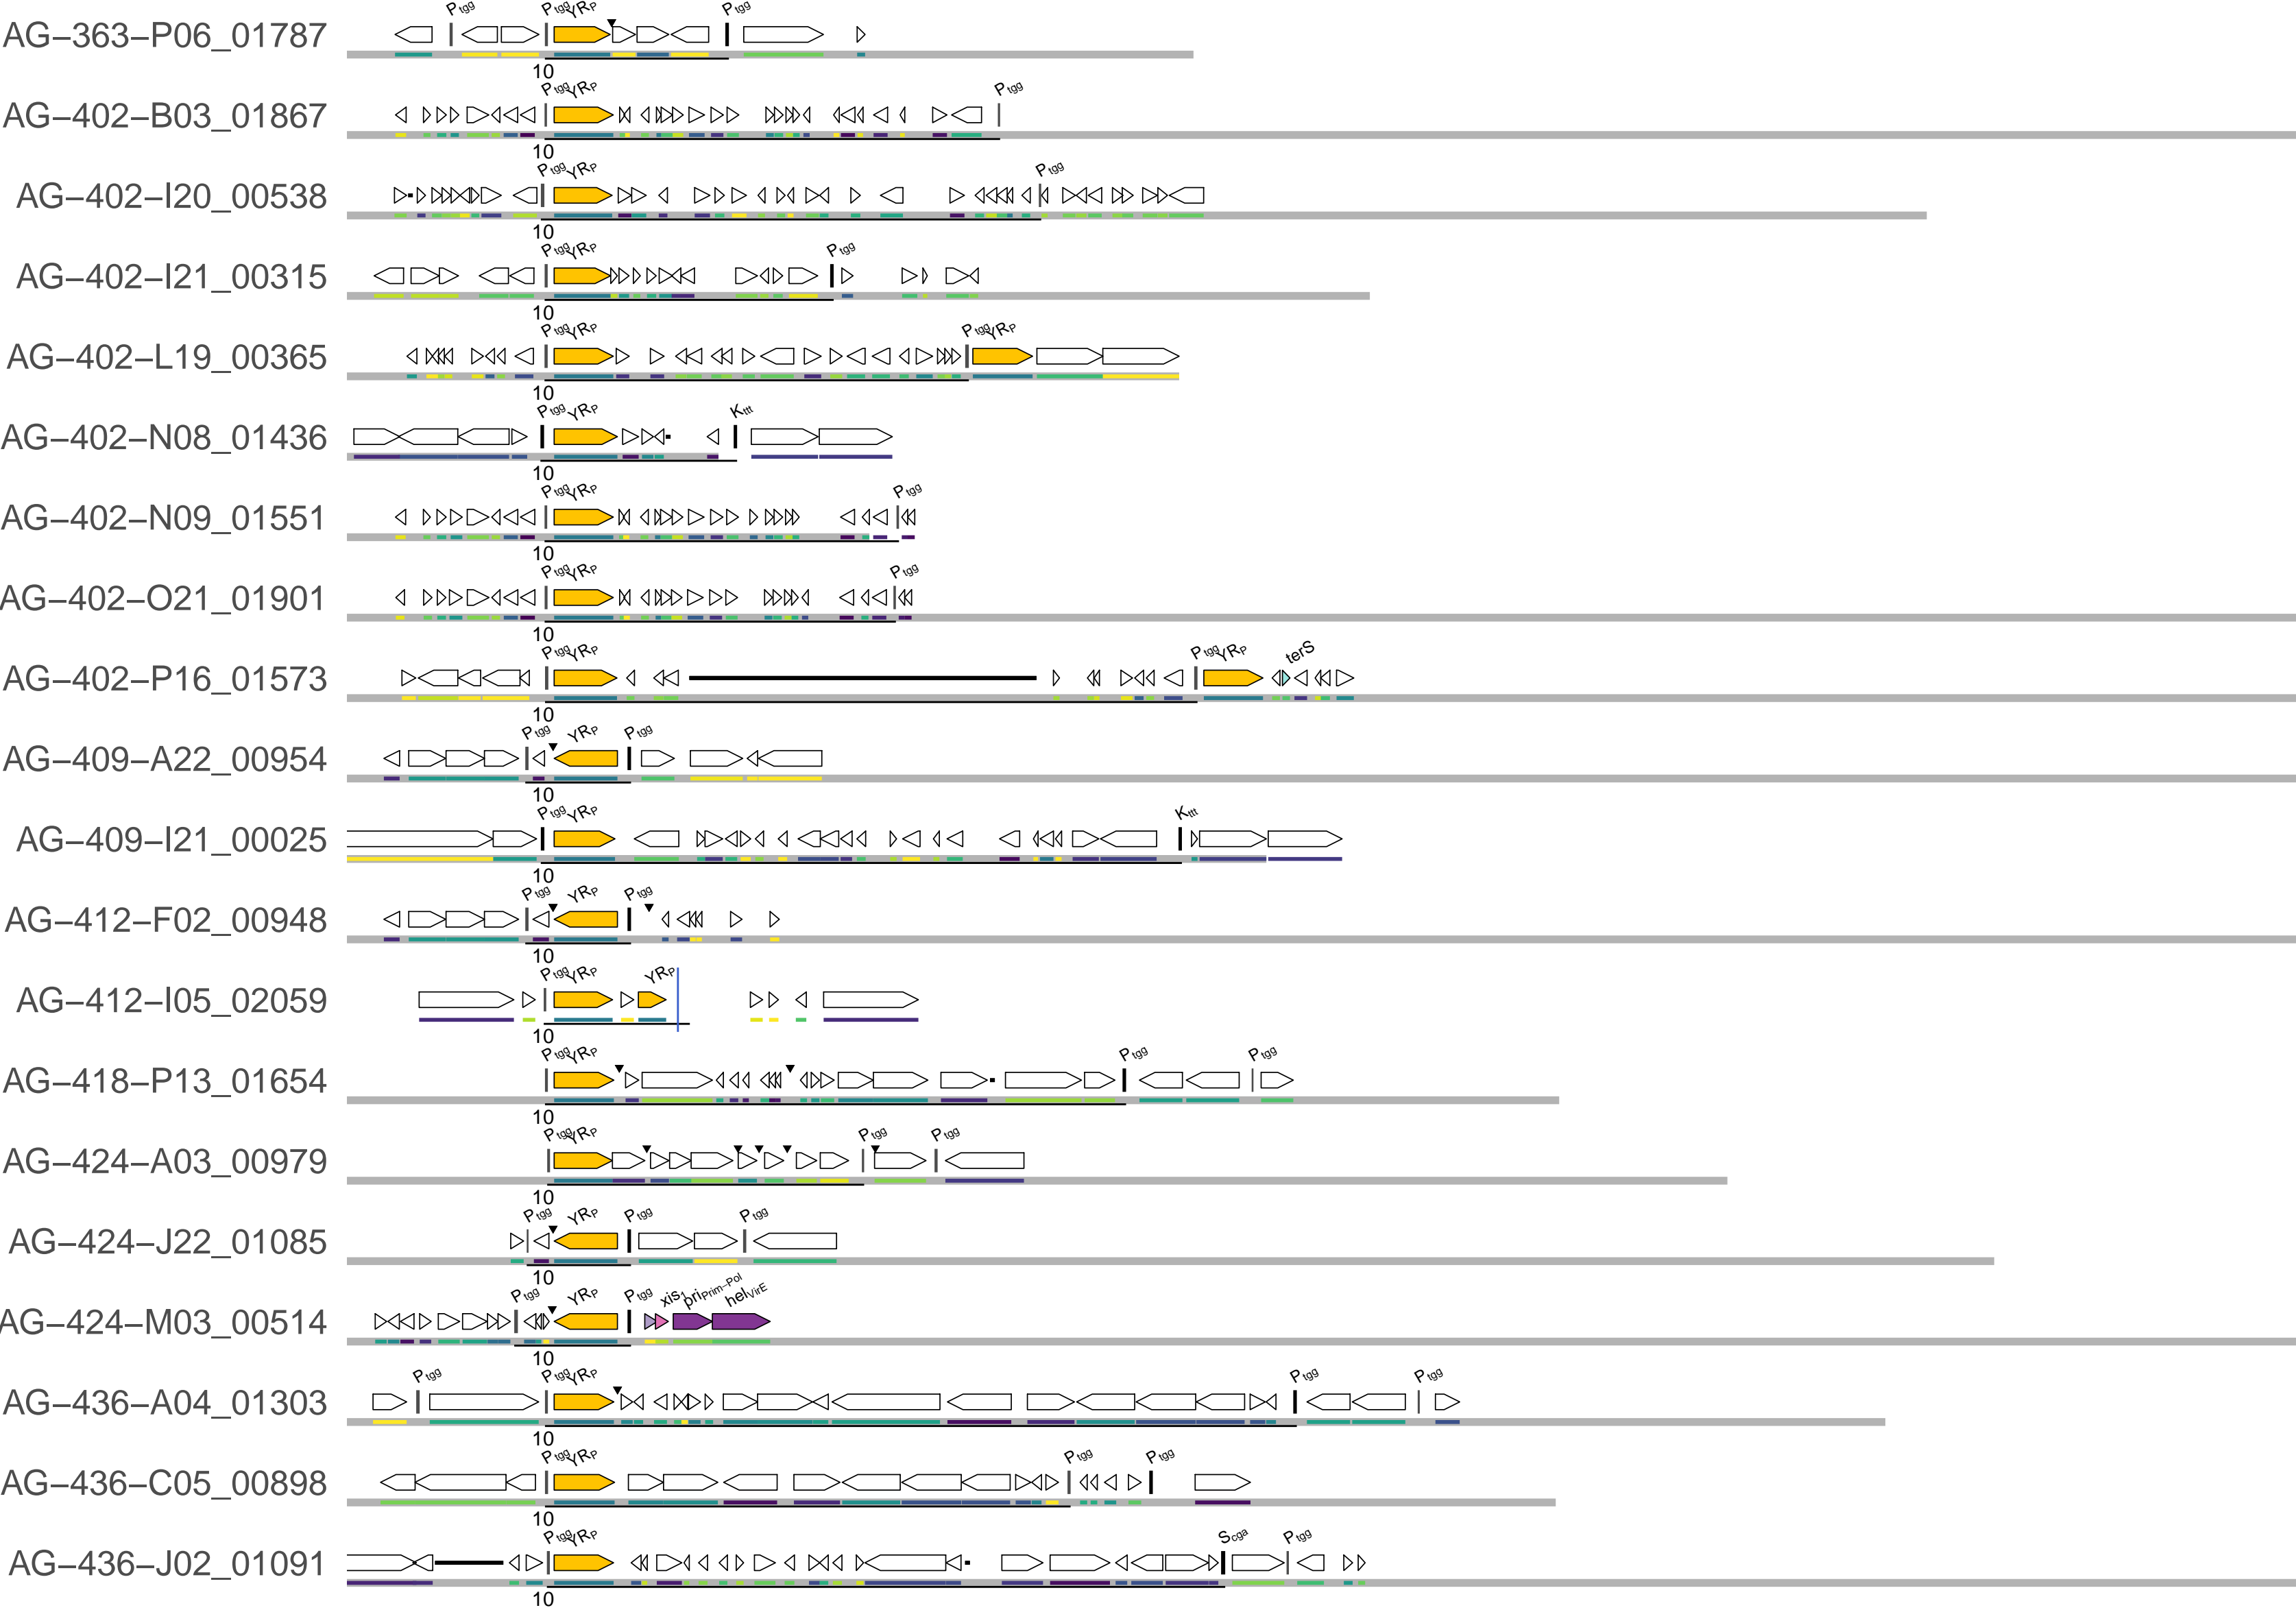 P tgg P tgg YR P P tgg
AG−363−P06_01787
10
P tgg YR P P tgg
AG−402−B03_01867
10
P tgg YR P P tgg
AG−402−I20_00538
10
P tgg YR P P tgg
AG−402−I21_00315
10
P tgg YR P P tgg YR P
AG−402−L19_00365
10
P tgg YR P K ttt
AG−402−N08_01436
10
P tgg YR P P tgg
AG−402−N09_01551
10
P tgg YR P P tgg
AG−402−O21_01901
10
P tgg YR P P tgg YR P terS
AG−402−P16_01573
10
P tgg YR P P tgg
AG−409−A22_00954
10
P tgg YR P K ttt
AG−409−I21_00025
10
P tgg YR P P tgg
AG−412−F02_00948
10
P tgg YR P YR P
AG−412−I05_02059
10
P tgg YR P P tgg P tgg
AG−418−P13_01654
10
P tgg YR P P tgg P tgg
AG−424−A03_00979
10
P tgg YR P P tgg P tgg
AG−424−J22_01085
10
P tgg YR P P tgg xis 1 pri Prim−Pol hel VirE
AG−424−M03_00514
10
P tgg P tgg YR P P tgg P tgg
AG−436−A04_01303
10
P tgg YR P P tgg P tgg
AG−436−C05_00898
10
P tgg YR P S cga P tgg
AG−436−J02_01091
10